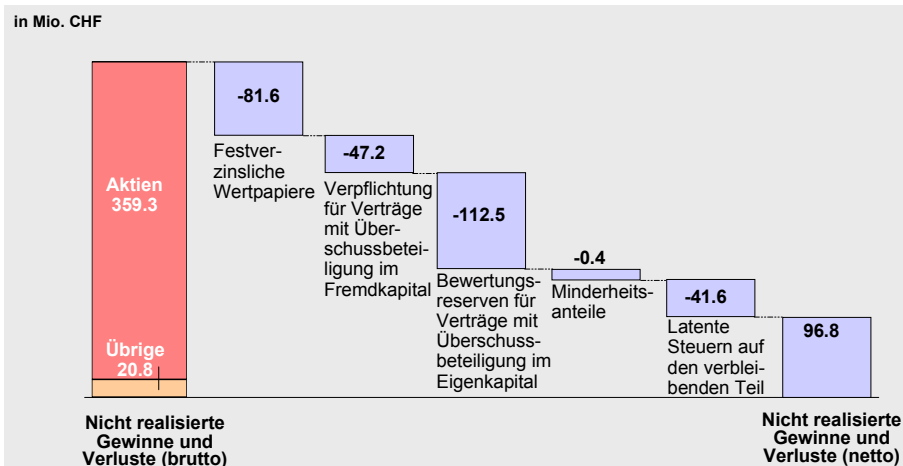 in Mio. CHF
Aktien
359.3
Übrige
20.8
Nicht realisierte
Gewinne und
Verluste (brutto)
-81.6
Festver-
zinsliche
Wertpapiere
-47.2
Verpflichtung
für Verträge
mit Über-
schussbetei-
ligung im
Fremdkapital
-112.5
Bewertungs-
reserven für
Verträge mit
Überschuss-
beteiligung im
Eigenkapital
-0.4
Minderheits-
anteile
-41.6
Latente
Steuern auf
den verblei-
benden Teil
96.8
Nicht realisierte
Gewinne und
Verluste (netto)